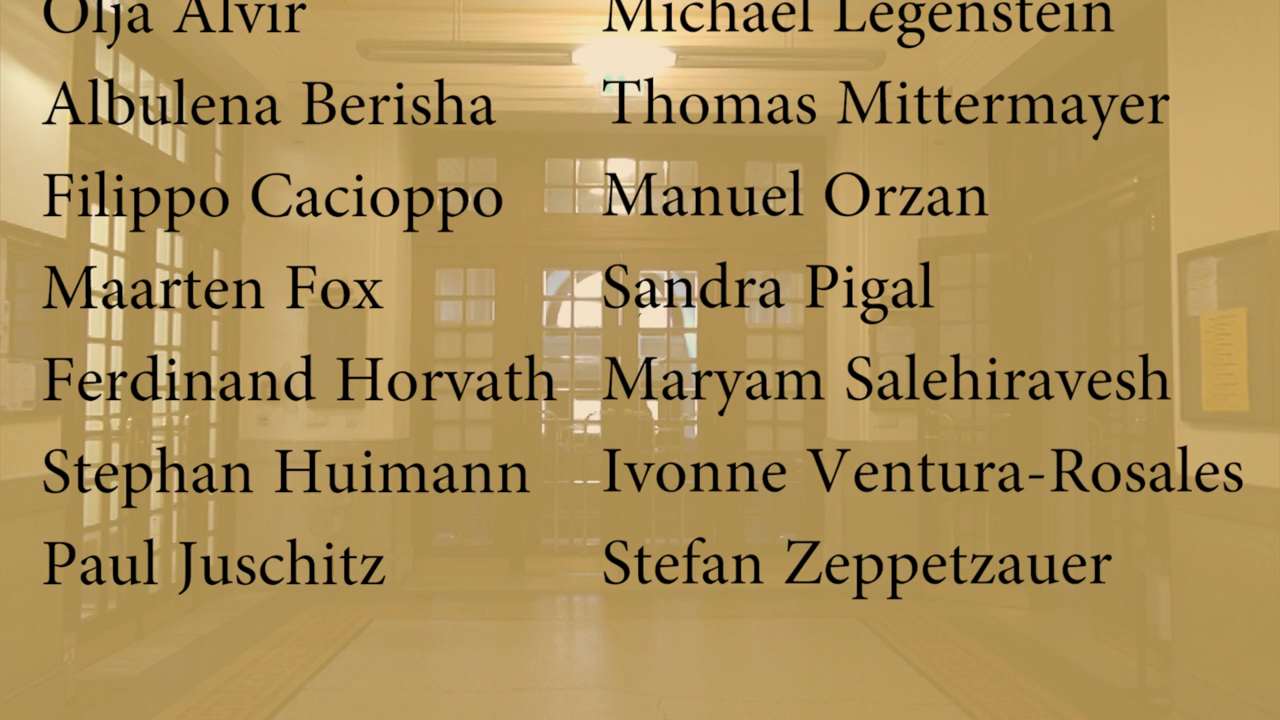 Olja Alvir
Michael Legenstein
Albulena Berisha
Thomas Mittermayer
Filippo Cacioppo
Manuel Orzan
Maarten Fox
Sandra Pigal
Ferdinand Horvath
Maryam Salehiravesh
Stephan Huimann
Ivonne Ventura-Rosales
Paul Juschitz
Stefan Zeppetzauer